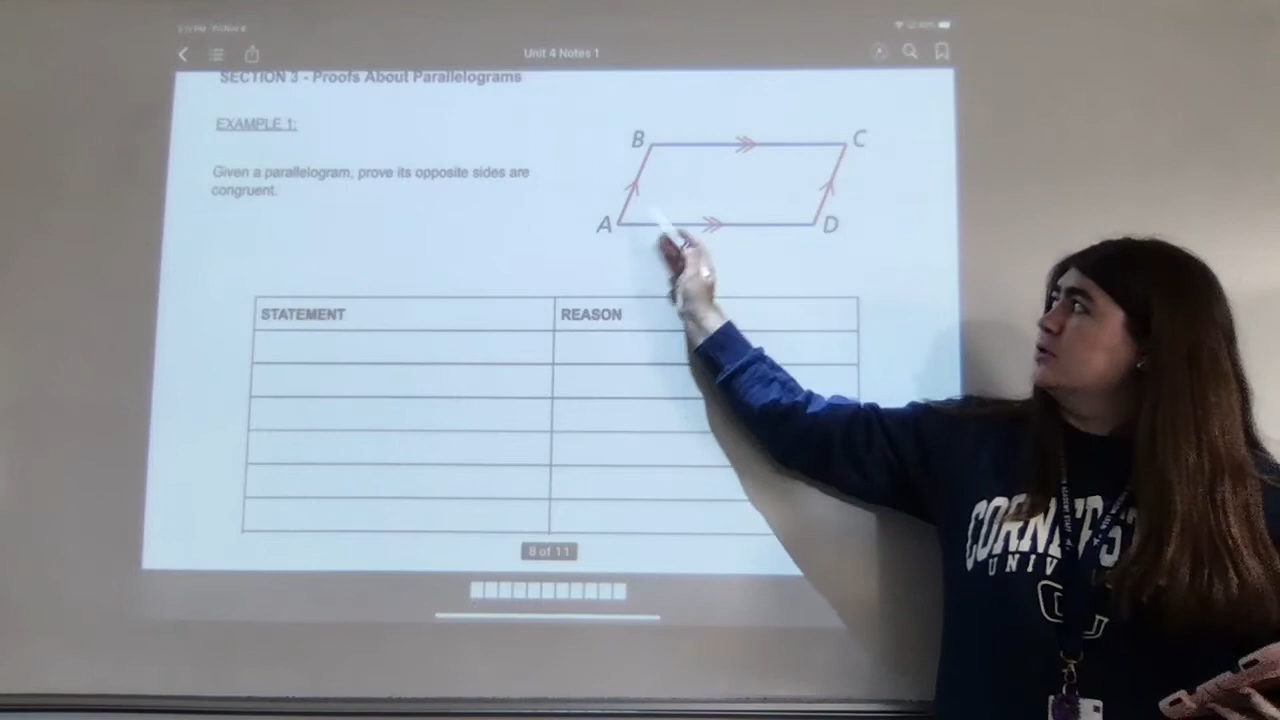 Unit 4 Notes 1
SECTION 3 - Proofs About Parallelograms
EXAMPLE 1:
B
C
Given a parallelogram, prove its opposite sides are
congruent.
A
D
STATEMENT
REASON
8 of 11
UNIV